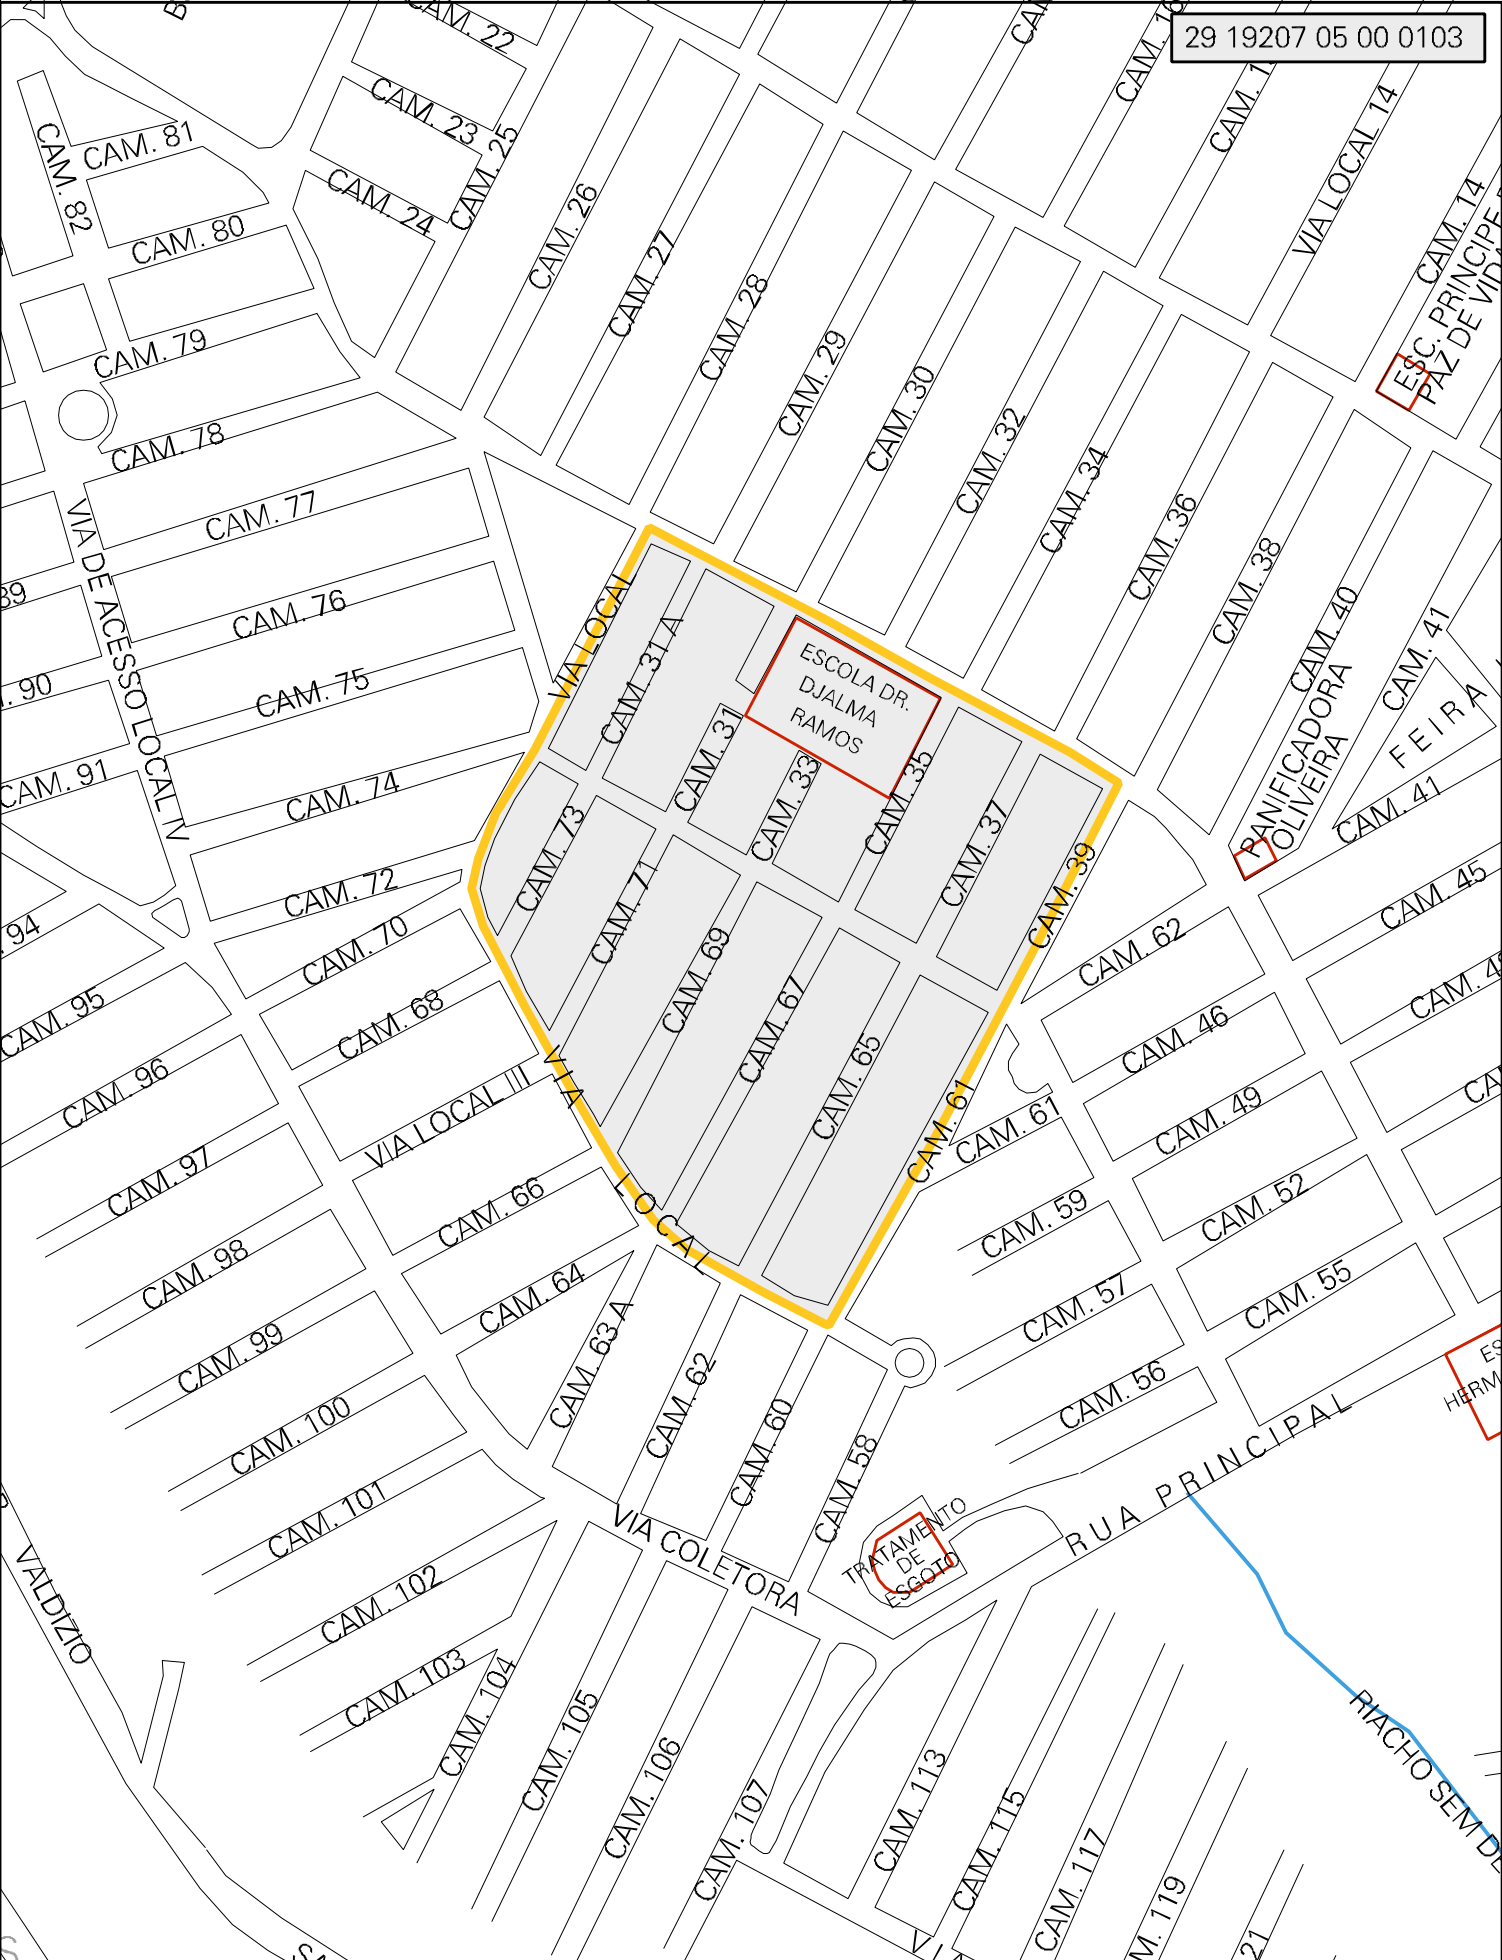 29 19207 05 00 0103
CAM. 22
CAM. 23
CAM. 24
CAM. 25
CAM. 26
CAM. 27
CAM. 28
CAM. 29
CAM. 30
CAM. 32
CAM. 34
CAM. 36
CAM. 38
CAM. 40
CAM. 41
VIA LOCAL 14
CAM. 14
ESC. PRINCIPE
PAZ DE VIDA
CAM. 81
CAM. 82
CAM. 80
CAM. 79
CAM. 78
CAM. 77
CAM. 76
CAM. 75
CAM. 74
CAM. 72
CAM. 70
CAM. 68
VIA LOCAL III
CAM. 66
CAM. 64
VIA DE ACESSO LOCAL IV
89
. 90
CAM. 91
. 94
CAM. 95
CAM. 96
CAM. 97
CAM. 98
CAM. 99
CAM. 100
CAM. 101
CAM. 102
CAM. 103
CAM. 104
CAM. 105
CAM. 106
CAM. 107
CAM. 113
CAM. 115
CAM. 117
M. 119
21
VIA LOCAL
CAM. 31 A
CAM. 31
CAM. 33
CAM. 35
CAM. 37
CAM. 39
ESCOLA DR.
DJALMA
RAMOS
CAM. 73
CAM. 71
CAM. 69
CAM. 67
CAM. 65
CAM. 61
VIA LOCAL
PANIFICADORA
OLIVEIRA
FEIRA
CAM. 41
CAM. 45
CAM. 62
CAM. 46
CAM. 49
CAM. 61
CAM. 52
CAM. 59
CAM. 57
CAM. 55
CAM. 56
CAM. 63 A
CAM. 62
CAM. 60
CAM. 58
VIA COLETORA
TRATAMENTO
DE
ESGOTO
RUA PRINCIPAL
HERM
RIACHO SEM DE
VALDIZIO